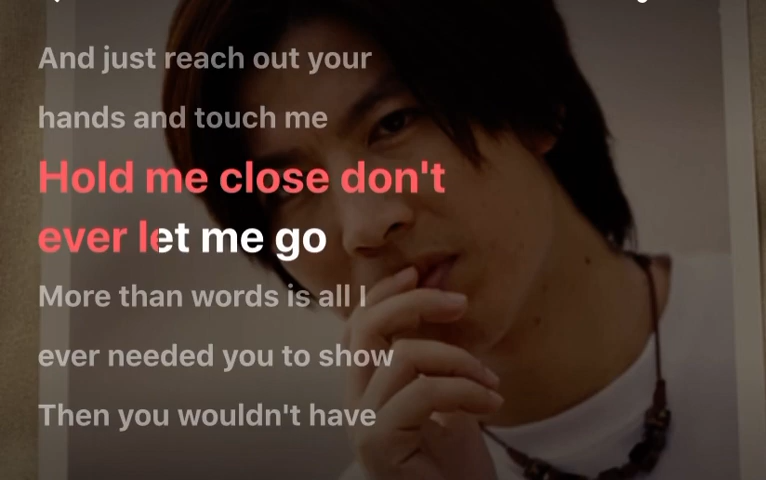 And just reach out your
hands and touch me
Hold me close don't
ever let me go
More than words is all I
ever needed you to show
Then you wouldn't have